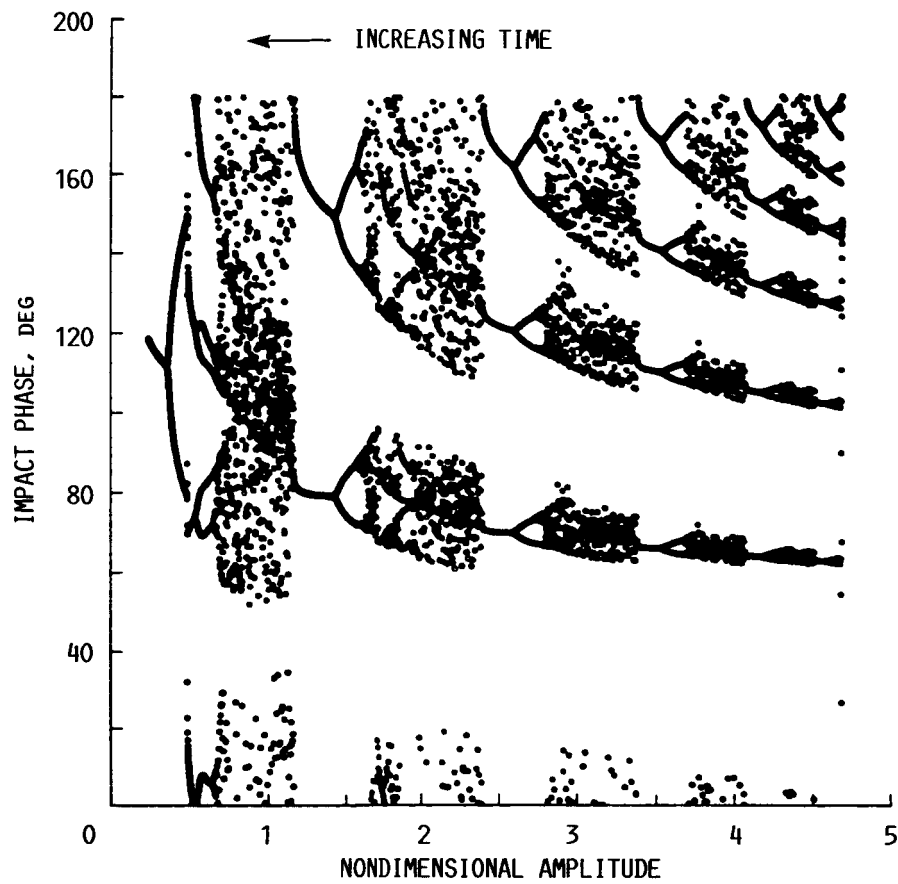 200
INCREASING TIME
160
IMPACT PHASE, DEG
120
80
40
0 1 2 3 4 5
NONDIMENSIONAL AMPLITUDE